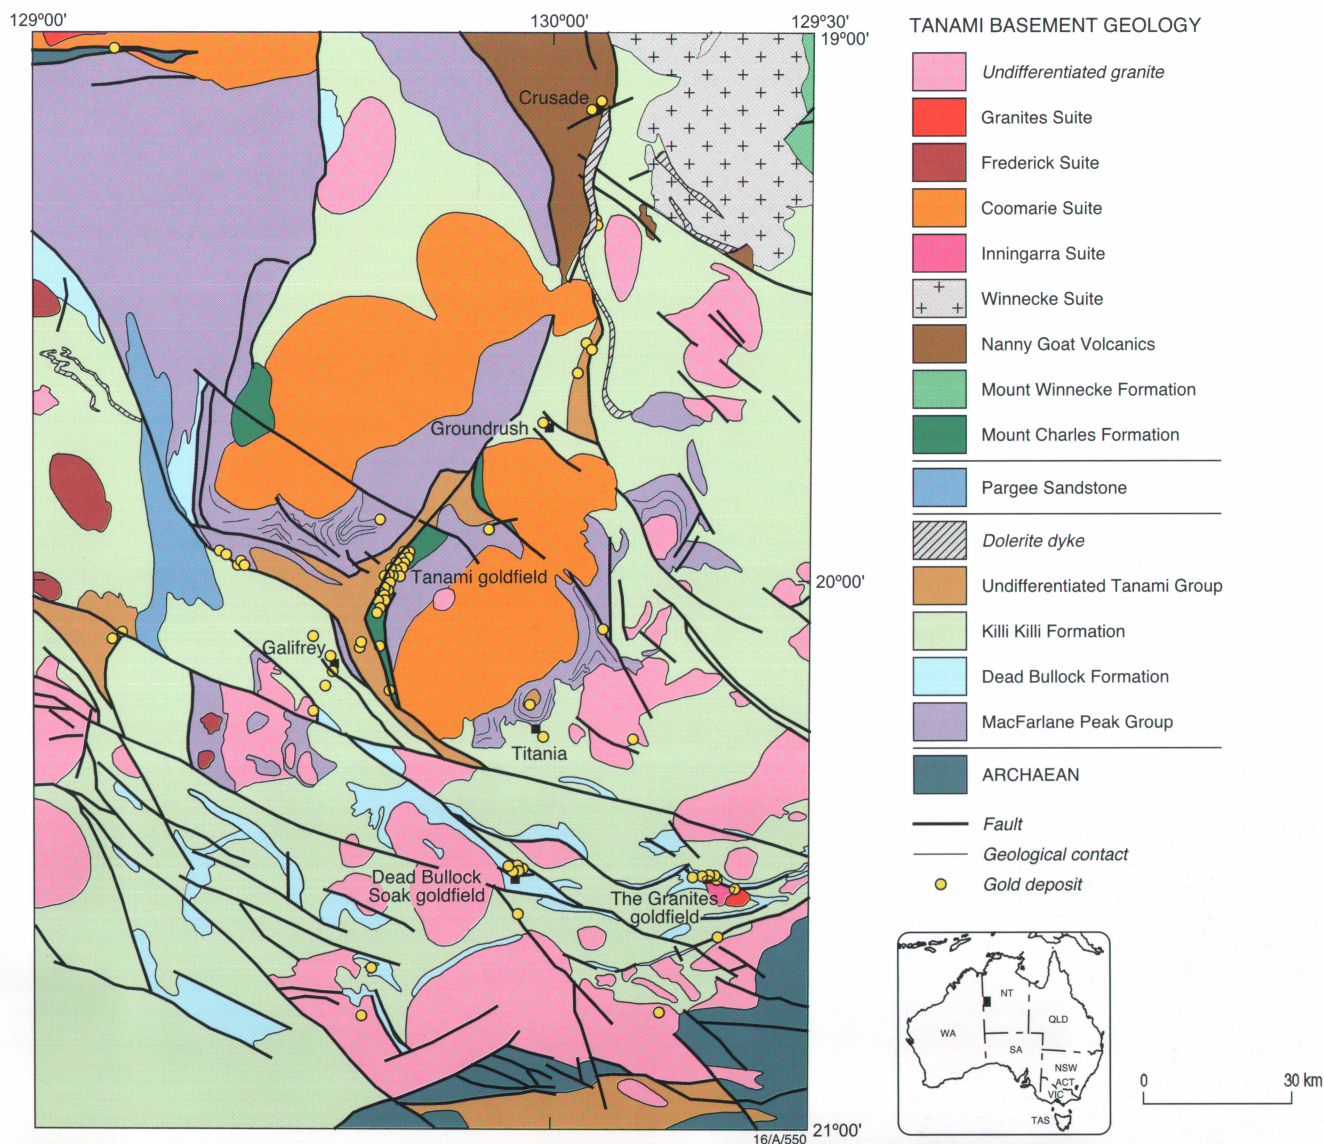 129°00'
130°00'
129°30'
19°00'
TANAMI BASEMENT GEOLOGY
Undifferentiated granite
Granites Suite
Frederick Suite
Coomarie Suite
Inningarra Suite
Winnecke Suite
Nanny Goat Volcanics
Mount Winnecke Formation
Mount Charles Formation
Pargee Sandstone
Dolerite dyke
Undifferentiated Tanami Group
Killi Killi Formation
Dead Bullock Formation
MacFarlane Peak Group
ARCHAEAN
Fault
Geological contact
Gold deposit
Crusade
Groundrush
Tanami goldfield
20°00'
Galifrey
Titania
Dead Bullock
Soak goldfield
The Granites
goldfield
21°00'
16/A/550
NT
WA
QLD
SA
NSW
ACT
VIC
TAS
0 30 km